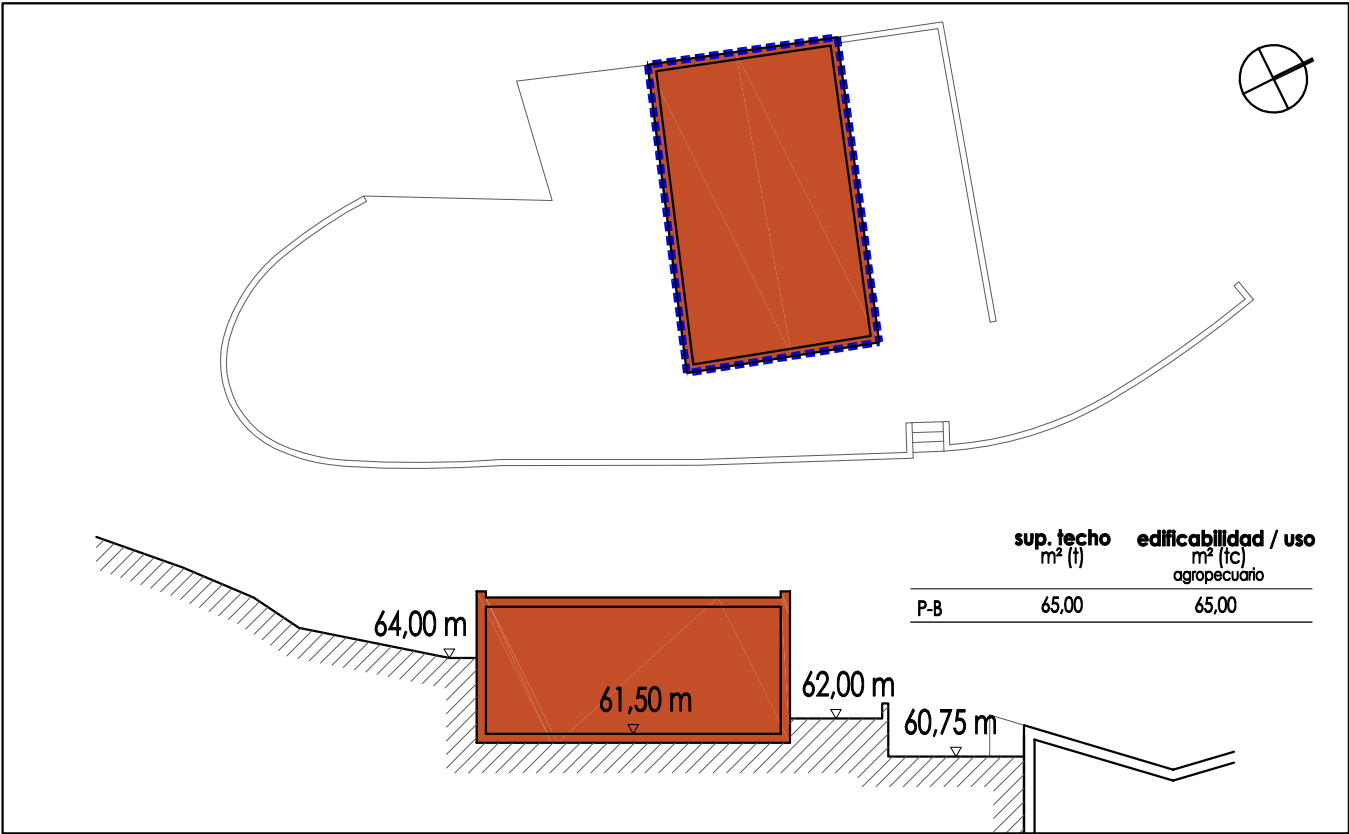 sup. techo edificabilidad / uso
m² (t) m² (tc)
agropecuario
P-B 65,00 65,00
64,00 m
61,50 m
62,00 m
60,75 m